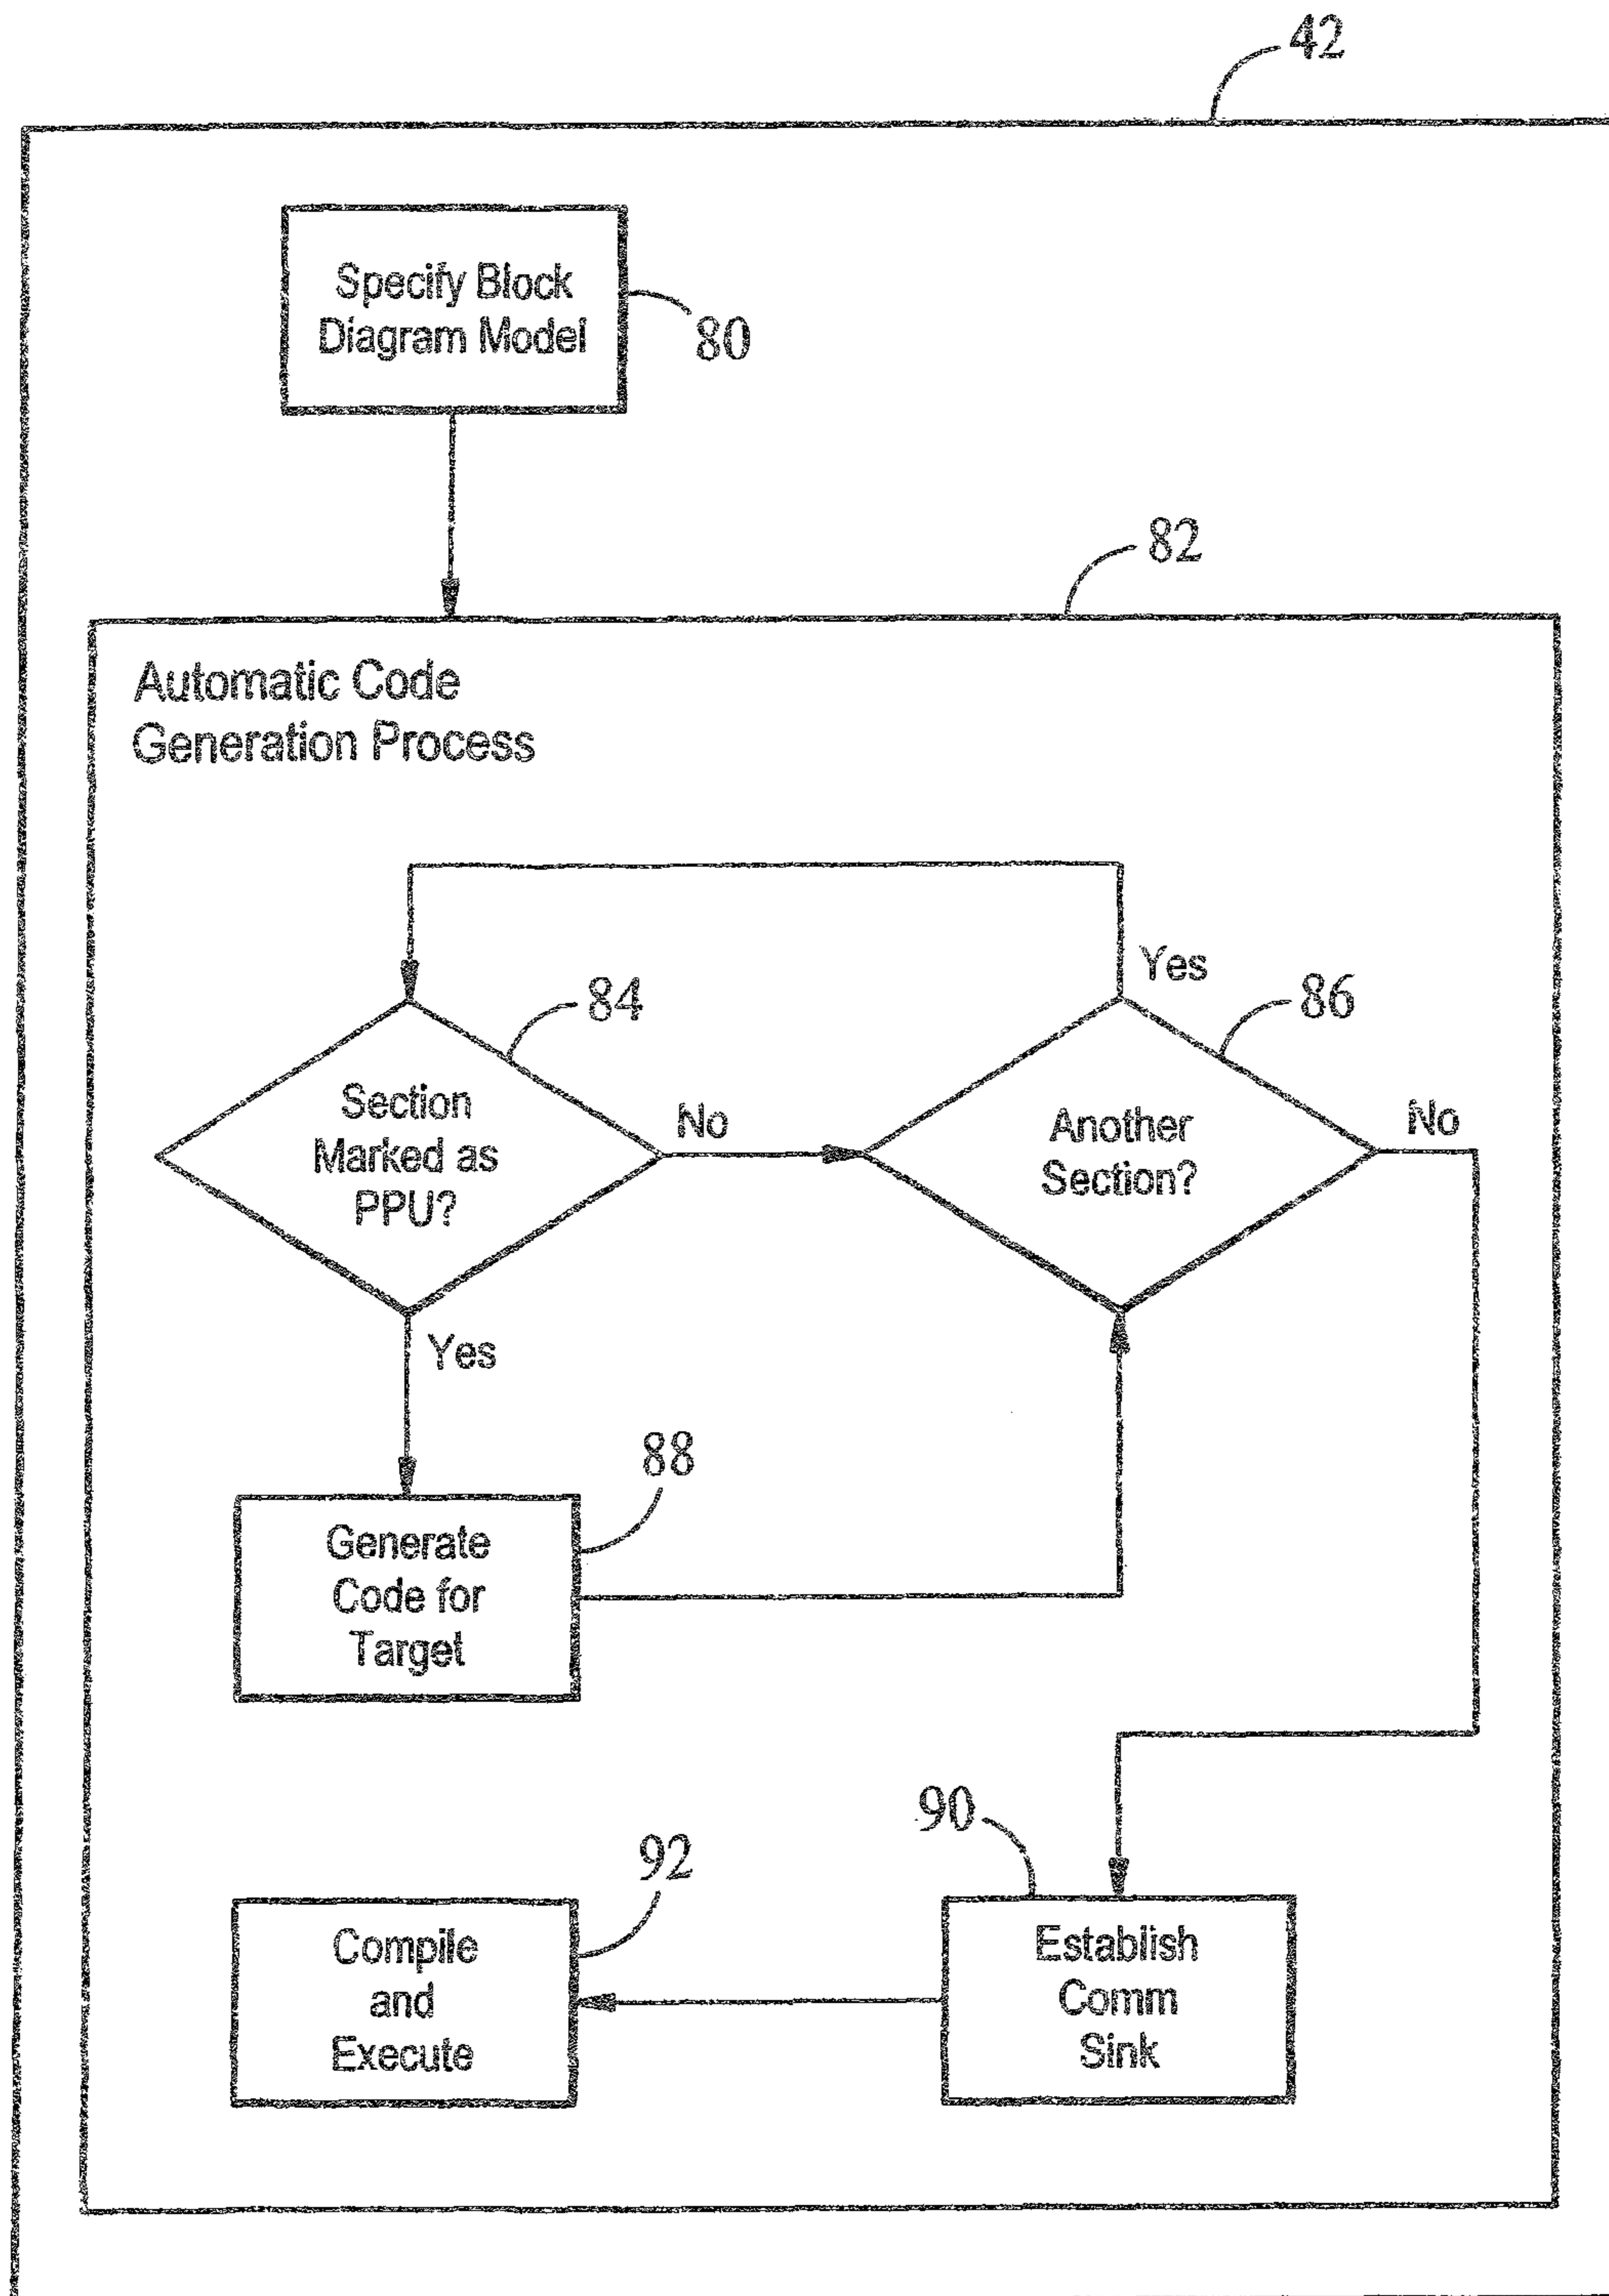 42
Specify Block
Diagram Model
80
82
Automatic Code
Generation Process
Yes
84
86
Section
Marked as
PPU?
No
Another
Section?
No
Yes
88
Generate
Code for
Target
90
92
Compile
and
Execute
Establish
Comm
Sink